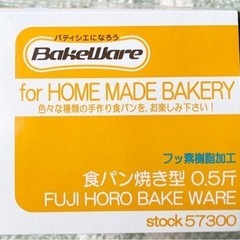 パティシエになろう
BakeWare
for HOME MADE BAKERY
色々な種類の手作り食パンを、お楽しみ下さい！
フッ素樹脂加工
食パン焼き型 0.5斤
FUJI HORO BAKE WARE
stock57300